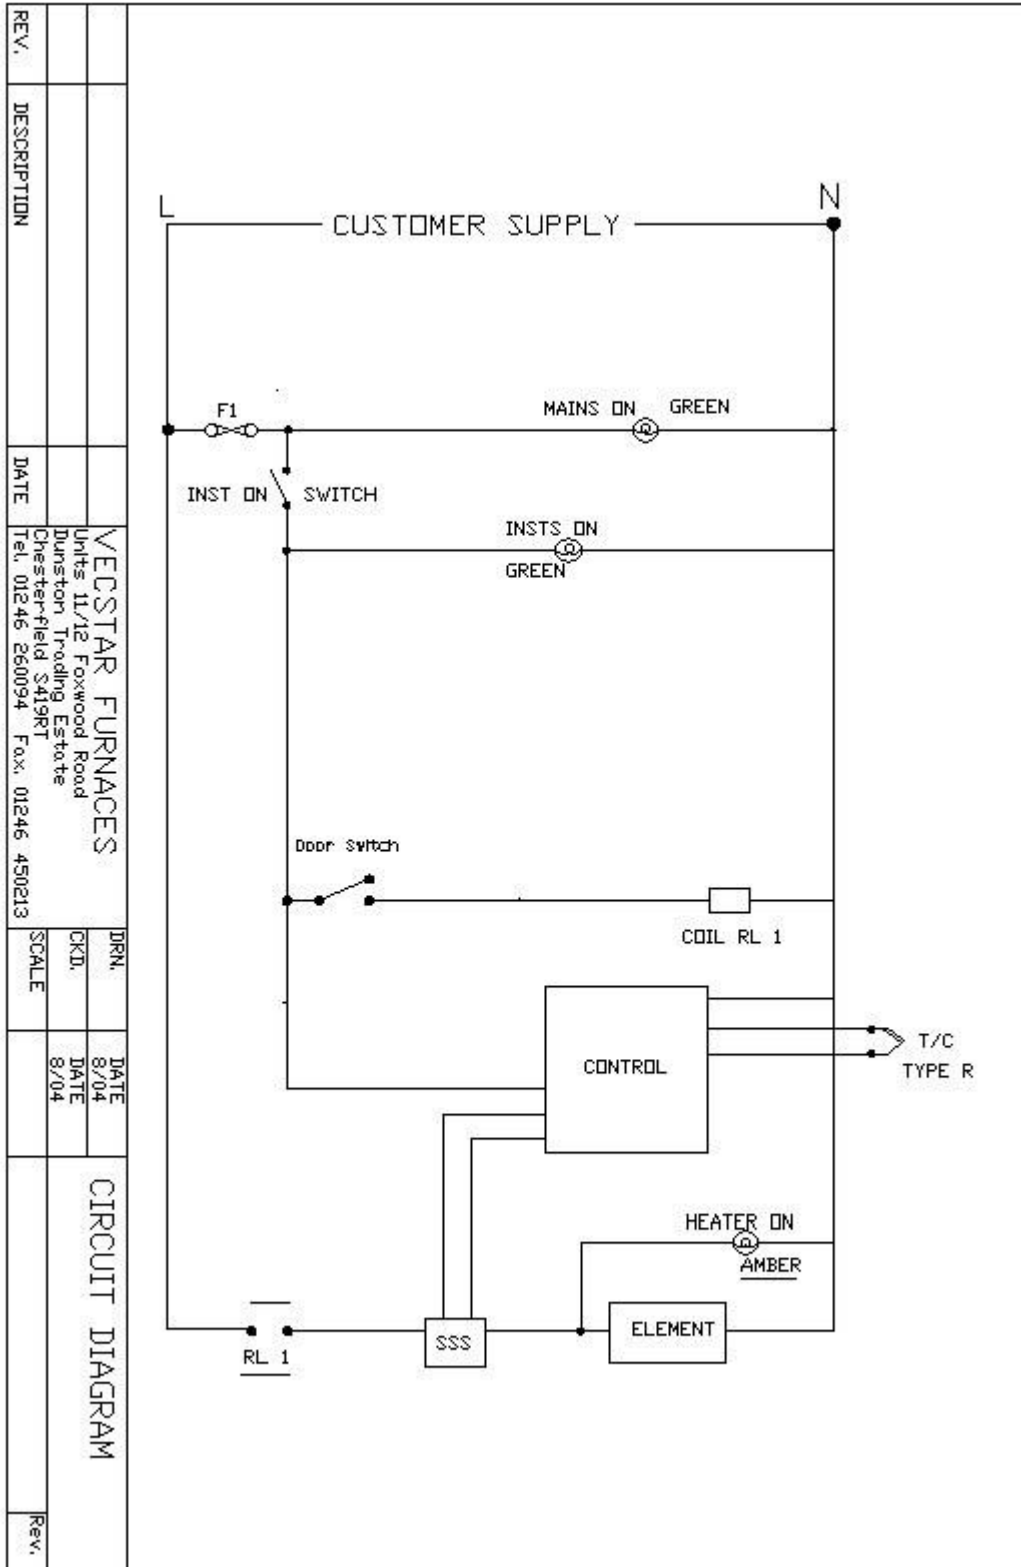 L
N
CUSTOMER SUPPLY
F1
MAINS ON GREEN
INST ON SWITCH
INSTS ON
GREEN
Door Switch
COIL RL 1
CONTROL
T/C
TYPE R
HEATER ON
AMBER
RL 1
SSS
ELEMENT
REV. DESCRIPTION DATE
VECSTAR FURNACES
Units 11/12 Foxwood Road
Dunston Trading Estate
Chesterfield S419RT
Tel. 01246 260094 Fax. 01246 450213
DRN. DATE
8/04
CKD. DATE
8/04
SCALE
CIRCUIT DIAGRAM
Rev.